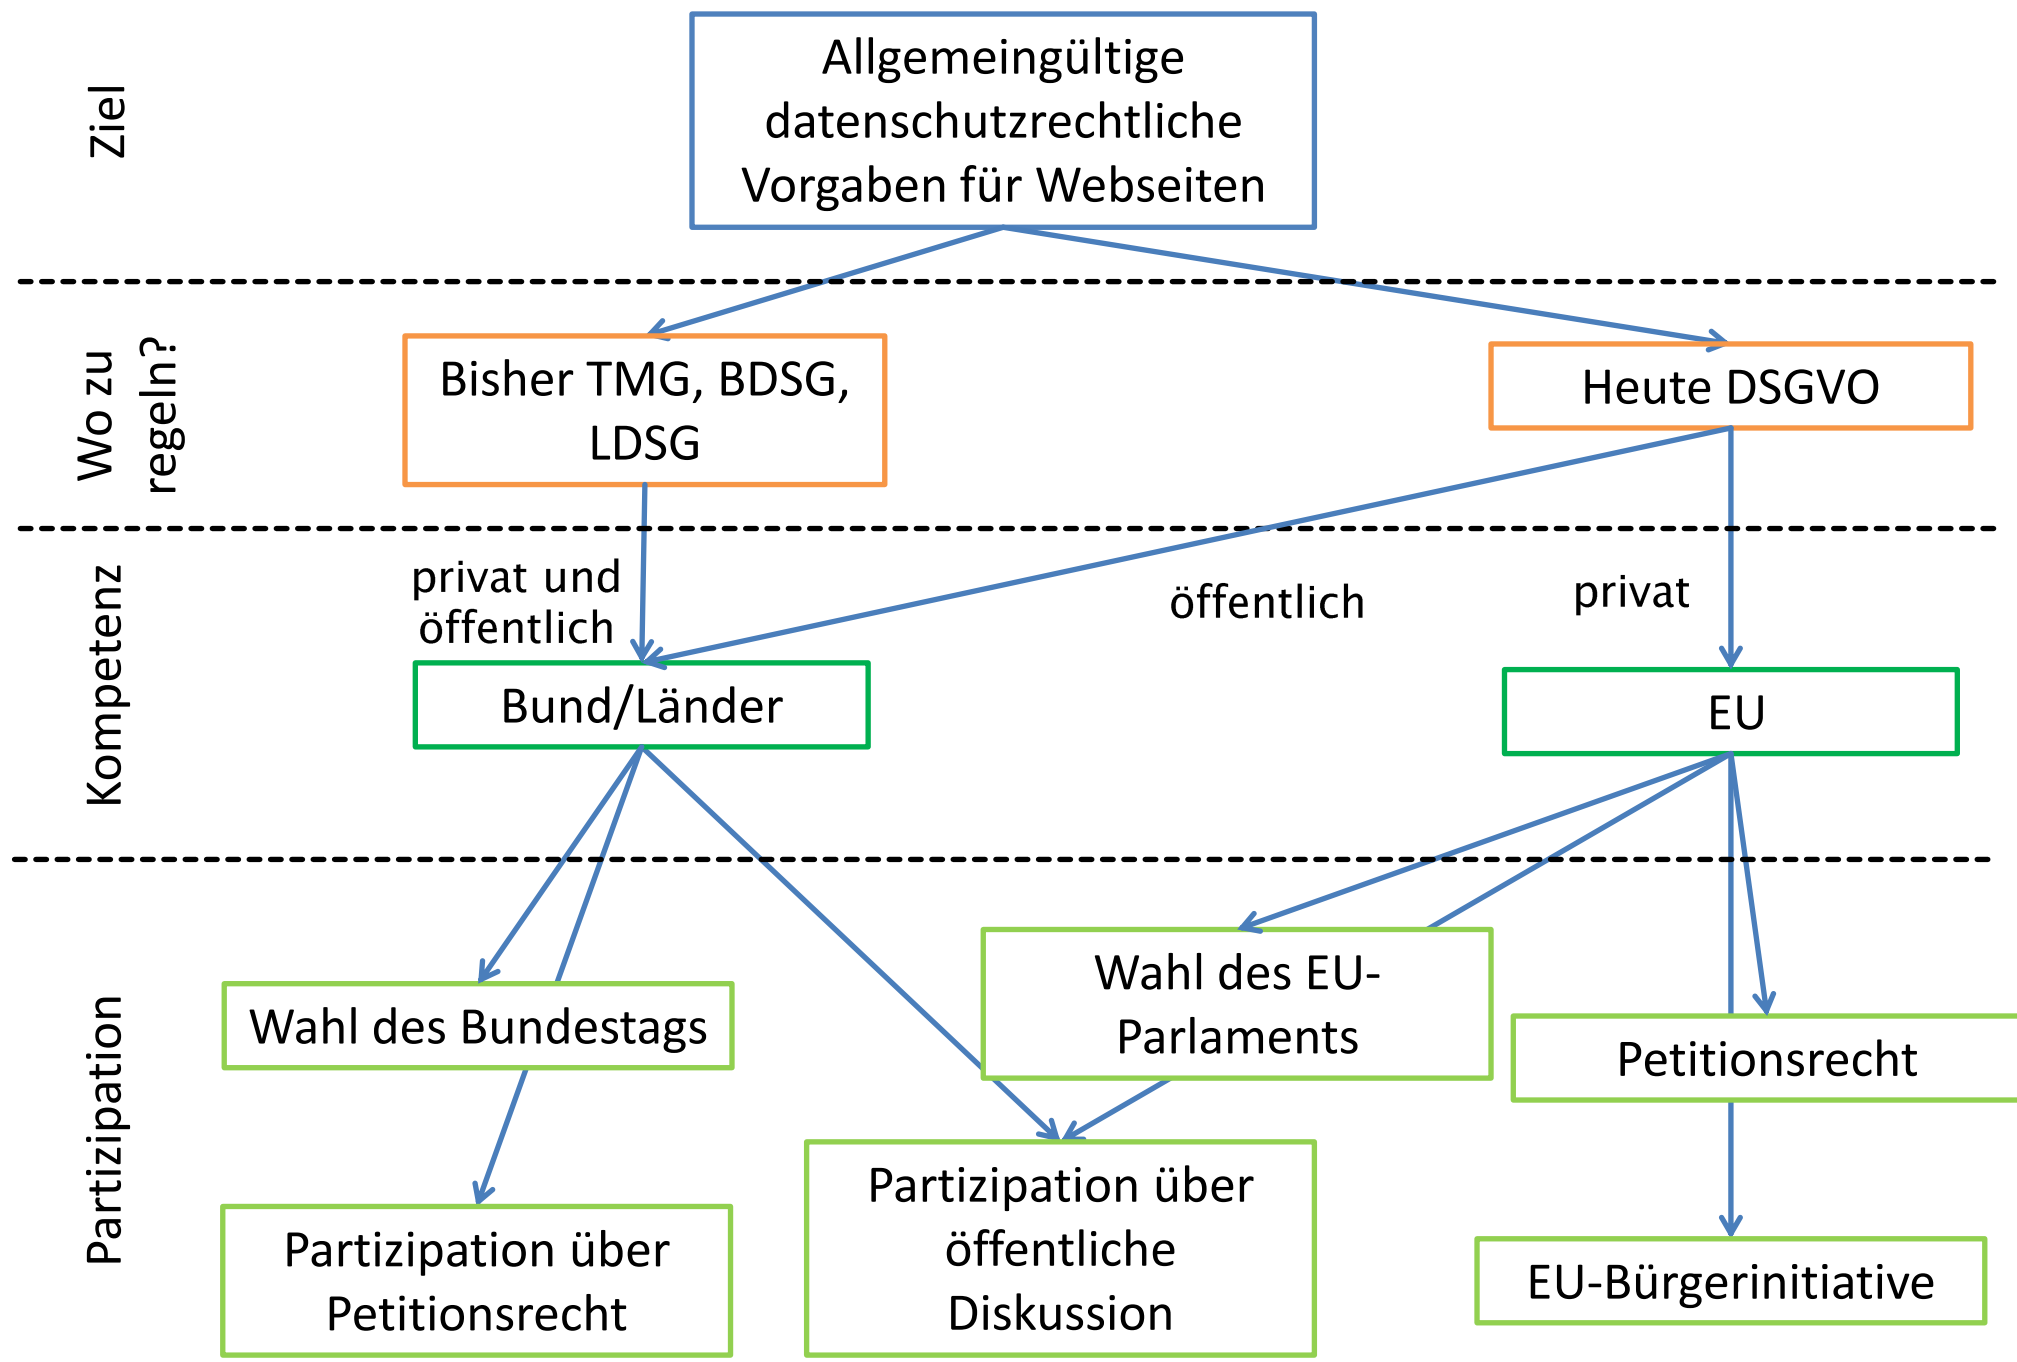 Ziel
Allgemeingültige
datenschutzrechtliche
Vorgaben für Webseiten
Wo zu
regeln?
Bisher TMG, BDSG,
LDSG
Heute DSGVO
Kompetenz
privat und
öffentlich
öffentlich
privat
Bund/Länder
EU
Partizipation
Wahl des Bundestags
Wahl des EU-
Parlaments
Petitionsrecht
Partizipation über
Petitionsrecht
Partizipation über
öffentliche
Diskussion
EU-Bürgerinitiative